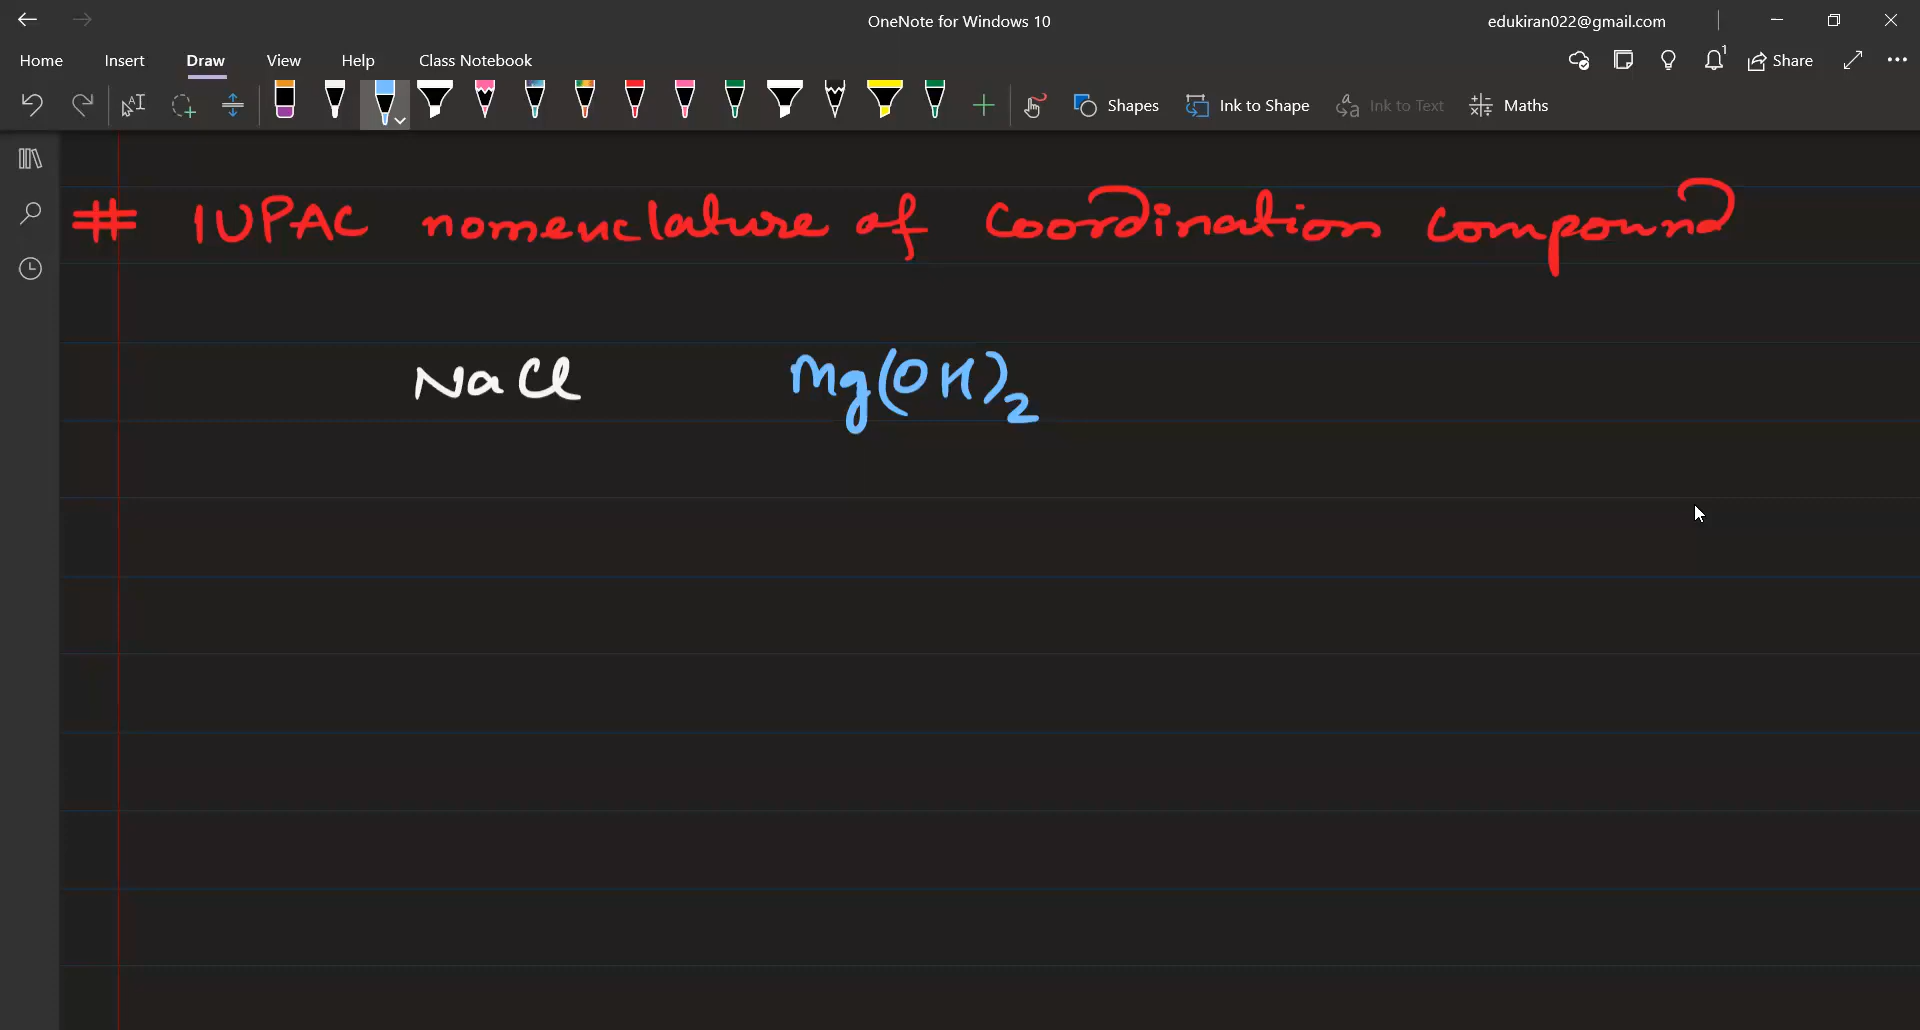 OneNote for Windows 10
edukiran022@gmail.com
Home Insert Draw View Help Class Notebook
1
Share
Shapes Ink to Shape Ink to Text Maths
# IUPAC nomenclature of Coordination Compound
NaCl Mg(OH)₂